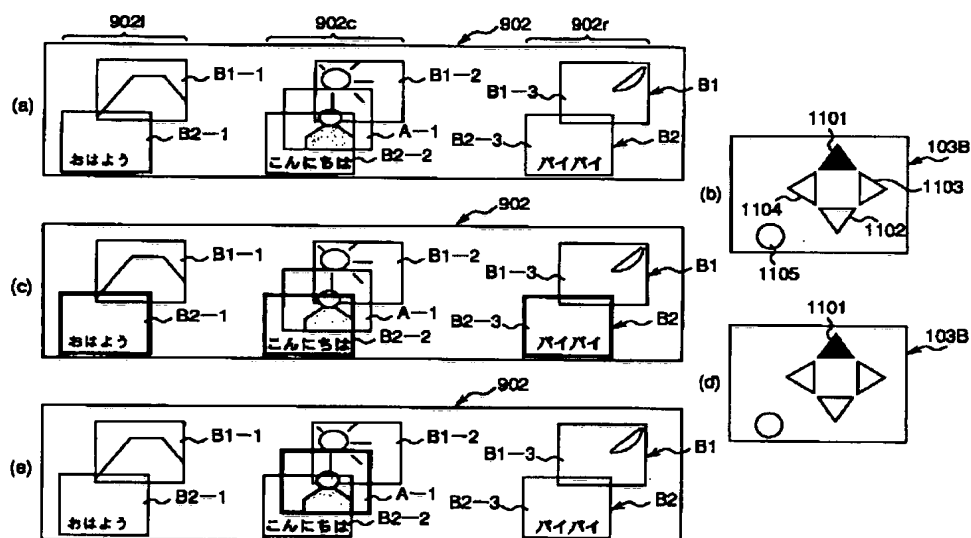 902l 902c 902 902r
(a) B1-1 B1-2 B1-3 B1
B2-1 A-1 B2-3 B2
おはよう こんにちは B2-2 バイバイ
(b) 1101 103B
1104 1103
1102
1105
(c) 902
B1-1 B1-2 B1-3 B1
B2-1 A-1 B2-3 B2
おはよう こんにちは B2-2 バイバイ
(d) 1101 103B
(e) 902
B1-1 B1-2 B1-3 B1
B2-1 A-1 B2-3 B2
おはよう こんにちは B2-2 バイバイ